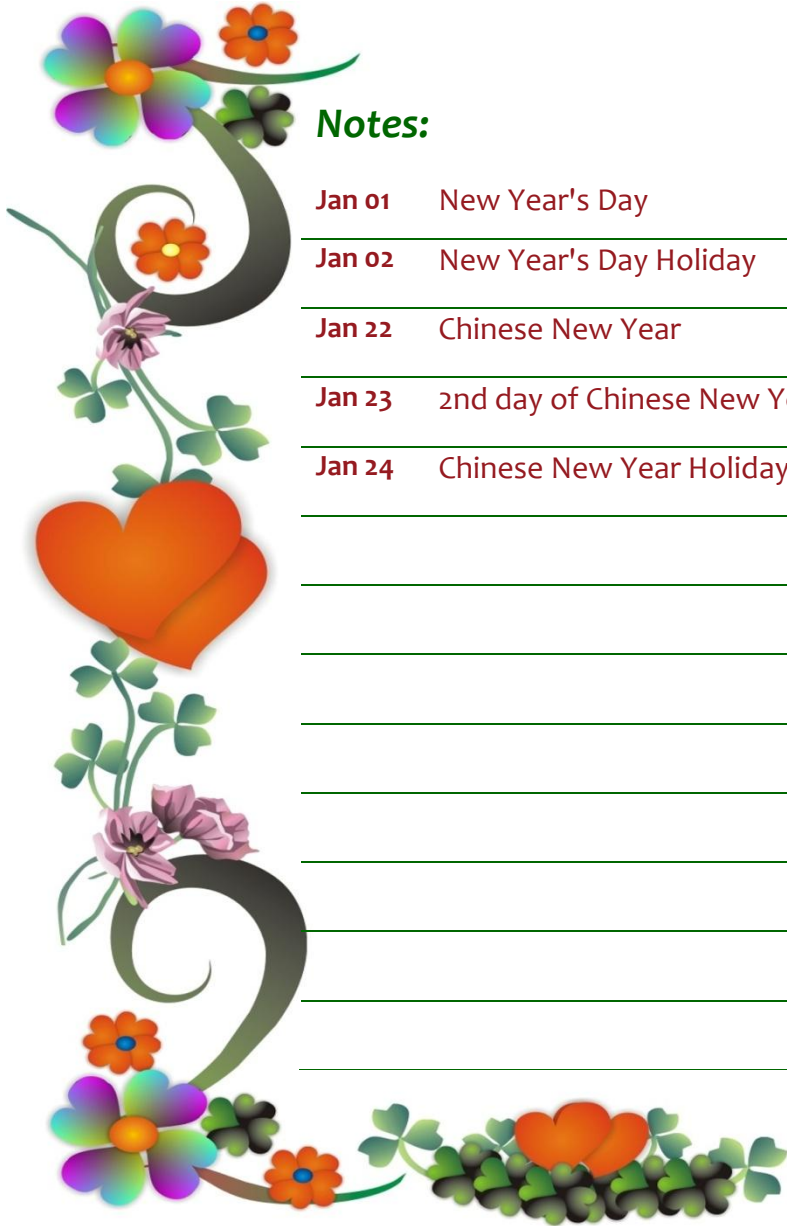 Notes:
Jan 01 New Year's Day
Jan 02 New Year's Day Holiday
Jan 22 Chinese New Year
Jan 23 2nd day of Chinese New
Jan 24 Chinese New Year Holiday